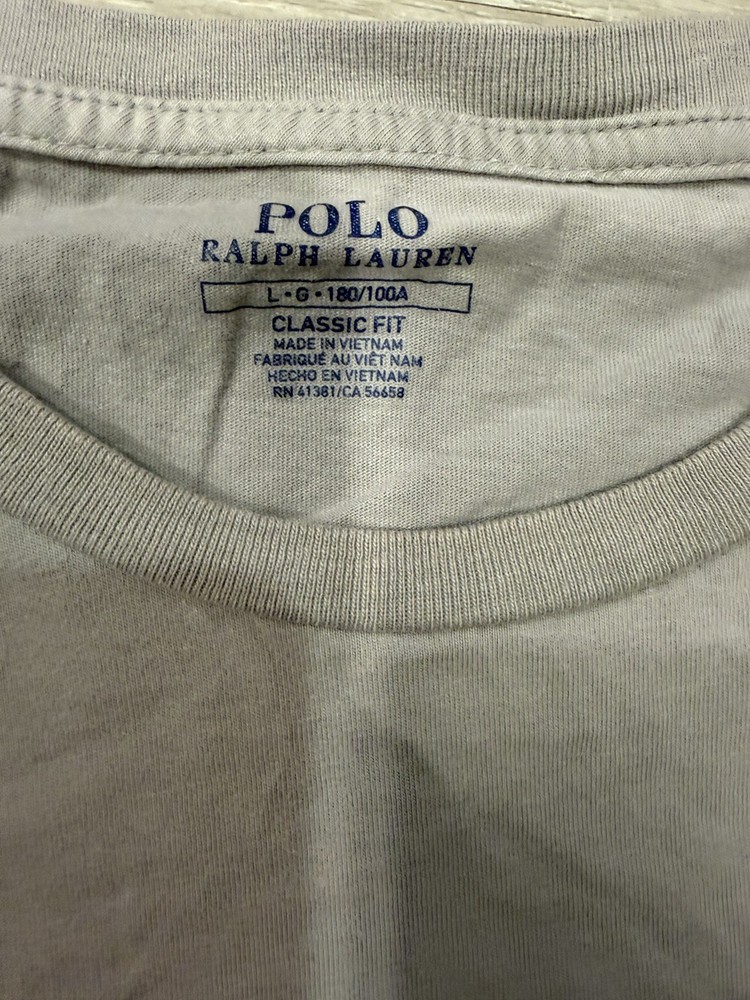 POLO
RALPH LAUREN
L • G • 180/100A
CLASSIC FIT
MADE IN VIETNAM
FABRIQUÉ AU VIÊT NAM
HECHO EN VIETNAM
RN 41381/CA 56658